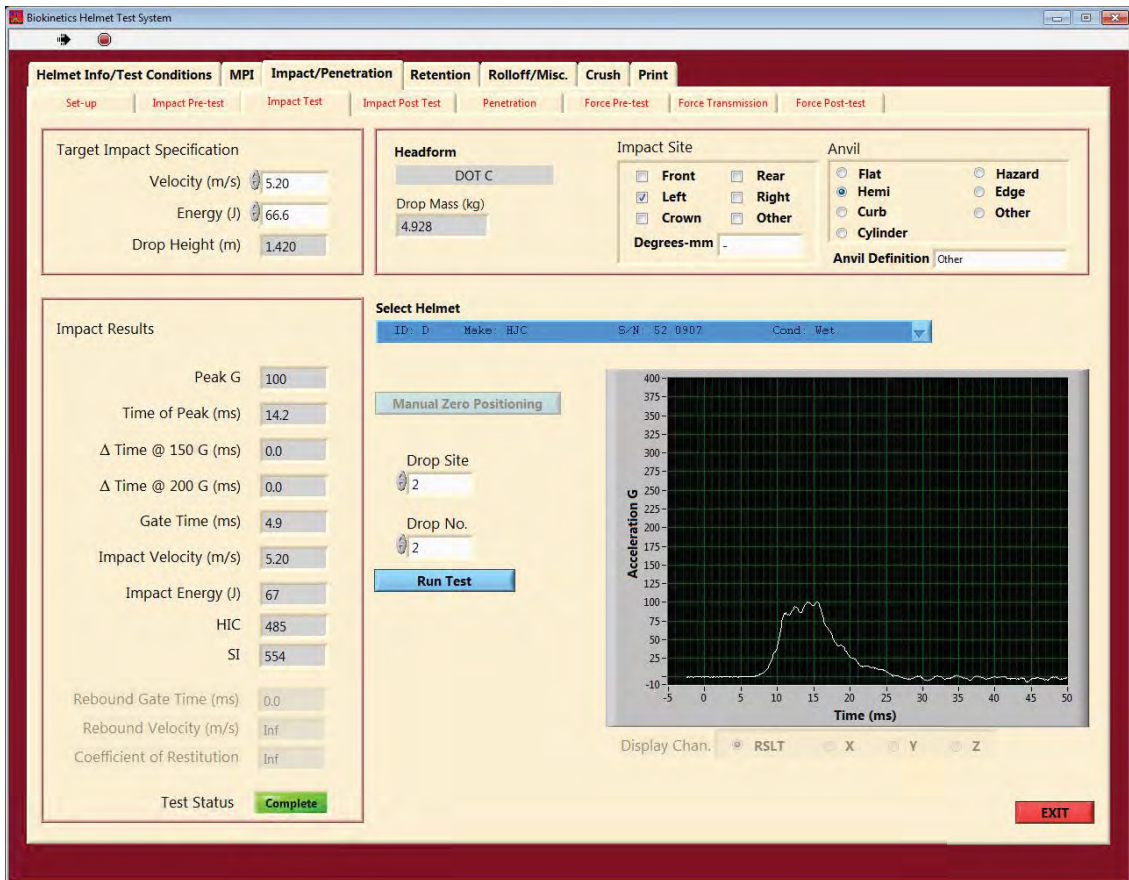 Biokinetics Helmet Test System
Helmet Info/Test Conditions MPI Impact/Penetration Retention Rolloff/Misc. Crush Print
Set-up Impact Pre-test Impact Test Impact Post Test Penetration Force Pre-test Force Transmission Force Post-test
Target Impact Specification
Velocity (m/s) 5.20
Energy (J) 66.6
Drop Height (m) 1.420
Headform
DOT C
Drop Mass (kg)
4.928
Impact Site
Front Rear
Left Right
Crown Other
Degrees-mm -
Anvil
Flat Hazard
Hemi Edge
Curb Other
Cylinder
Anvil Definition Other
Impact Results
Peak G 100
Time of Peak (ms) 14.2
Δ Time @ 150 G (ms) 0.0
Δ Time @ 200 G (ms) 0.0
Gate Time (ms) 4.9
Impact Velocity (m/s) 5.20
Impact Energy (J) 67
HIC 485
SI 554
Rebound Gate Time (ms) 0.0
Rebound Velocity (m/s) Inf
Coefficient of Restitution Inf
Test Status Complete
Select Helmet
ID: D Make: HJC S/N: 52 0907 Cond: Wet
Manual Zero Positioning
Drop Site
2
Drop No.
2
Run Test
Acceleration G
400
375
350
325
300
275
250
225
200
175
150
125
100
75
50
25
-10
-5 0 5 10 15 20 25 30 35 40 45 50
Time (ms)
Display Chan. RSLT X Y Z
EXIT